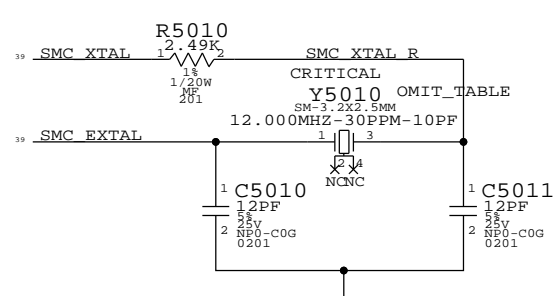 R5010
2.49K
39 SMC_XTAL 1 2 SMC_XTAL_R
1%
1/20W
MF
201
CRITICAL
Y5010 OMIT_TABLE
SM-3.2X2.5MM
12.000MHZ-30PPM-10PF
39 SMC_EXTAL 1 3
2 4
NC NC
1 C5010
12PF
5%
25V
2 NP0-C0G
0201
1 C5011
12PF
5%
25V
2 NP0-C0G
0201